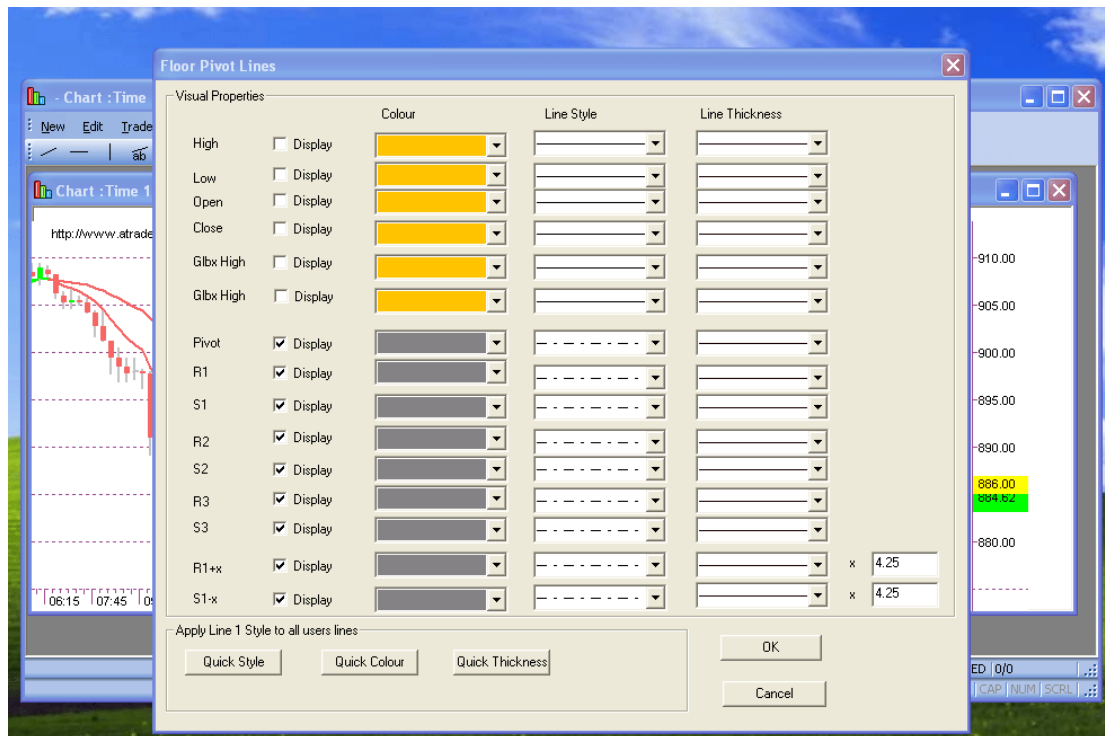 Floor Pivot Lines
- Chart :Time
New Edit Trade
ab
Chart :Time 1
http://www.atrade
Visual Properties
Colour Line Style Line Thickness
High Display
Low Display
Open Display
Close Display
Glbx High Display
Glbx High Display
Pivot Display
R1 Display
S1 Display
R2 Display
S2 Display
R3 Display
S3 Display
R1+x Display x 4.25
S1-x Display x 4.25
910.00
905.00
900.00
895.00
890.00
886.00
884.62
880.00
06:15 07:45
Apply Line 1 Style to all users lines
Quick Style Quick Colour Quick Thickness
OK
Cancel
ED 0/0
CAP NUM SCRL